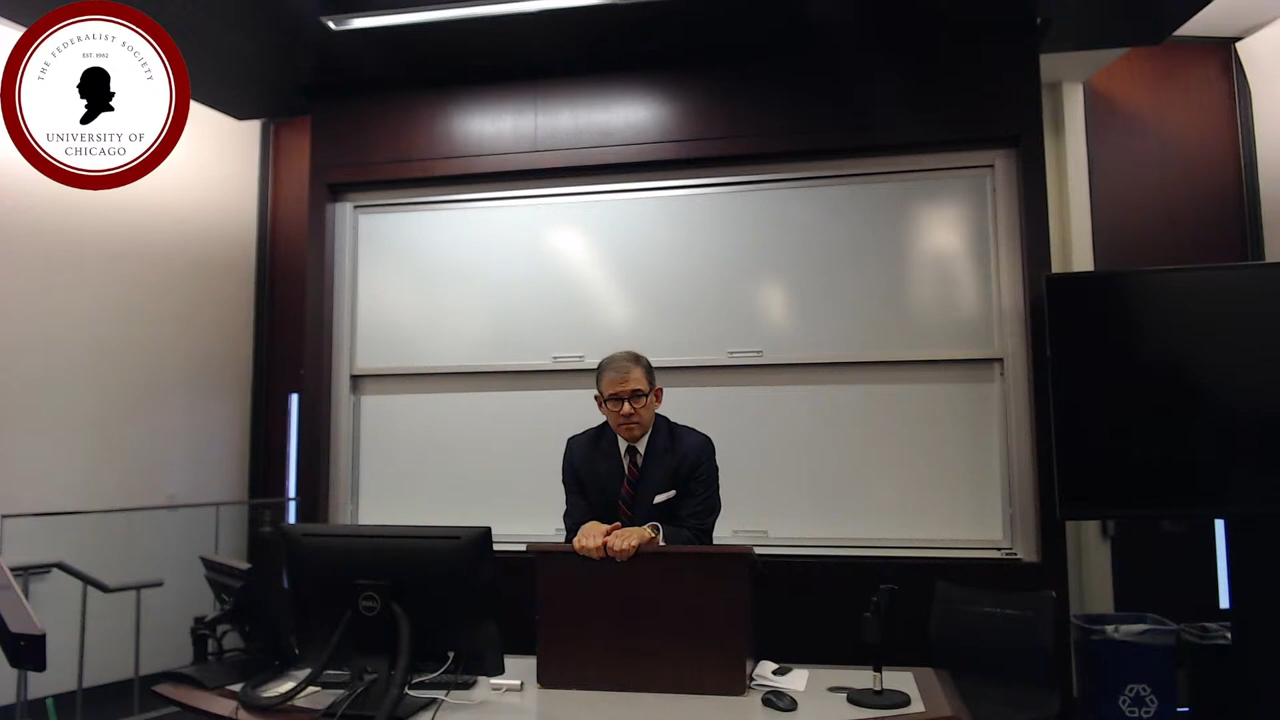 THE FEDERALIST SOCIETY
EST. 1982
UNIVERSITY OF
CHICAGO
DELL